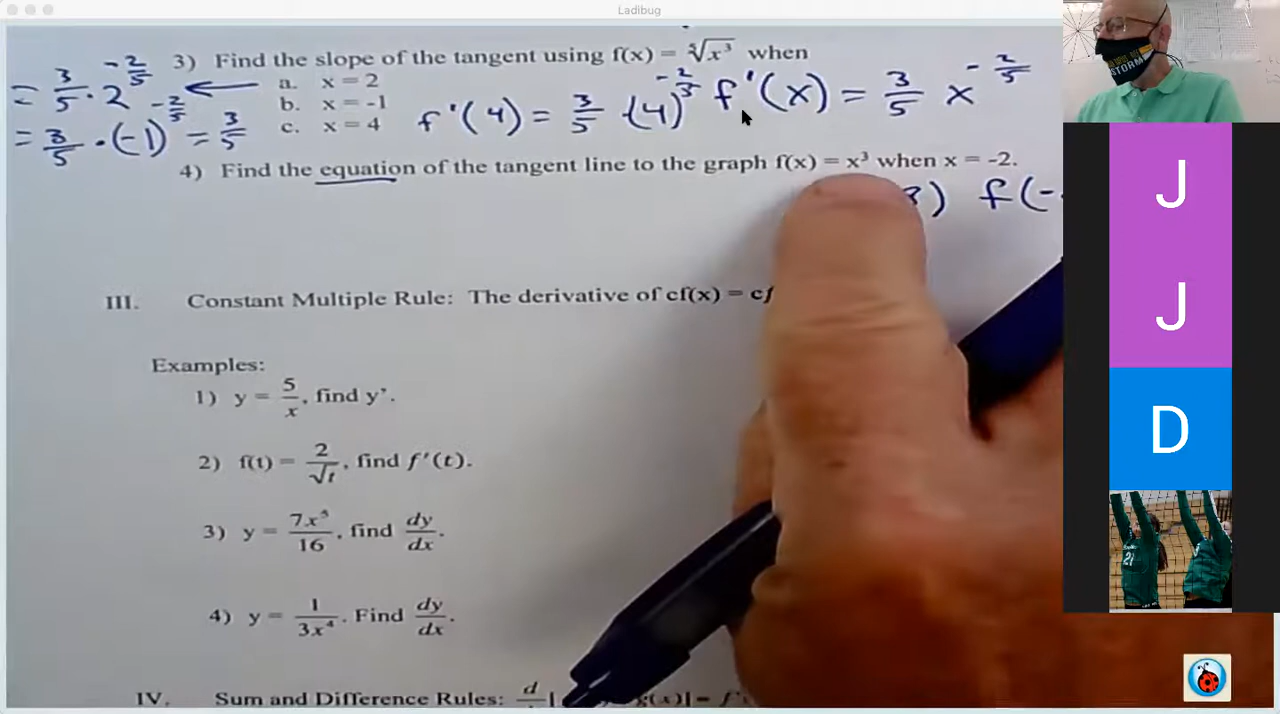 Ladibug
3) Find the slope of the tangent using f(x) = ⁵√x³ when
a. x = 2
b. x = -1
c. x = 4
= 3/5 · 2^(-2/5)
= 3/5 · (-1)^(-2/5) = 3/5
f'(4) = 3/5 · (4)^(-2/5)
f'(x) = 3/5 x^(-2/5)
4) Find the equation of the tangent line to the graph f(x) = x³ when x = -2.
) f(-
III. Constant Multiple Rule: The derivative of cf(x) = cf
Examples:
1) y = 5/x, find y'.
2) f(t) = 2/√t, find f'(t).
3) y = 7x⁵/16, find dy/dx.
4) y = 1/3x⁴. Find dy/dx.
IV. Sum and Difference Rules: d
STORM
J
J
D
21